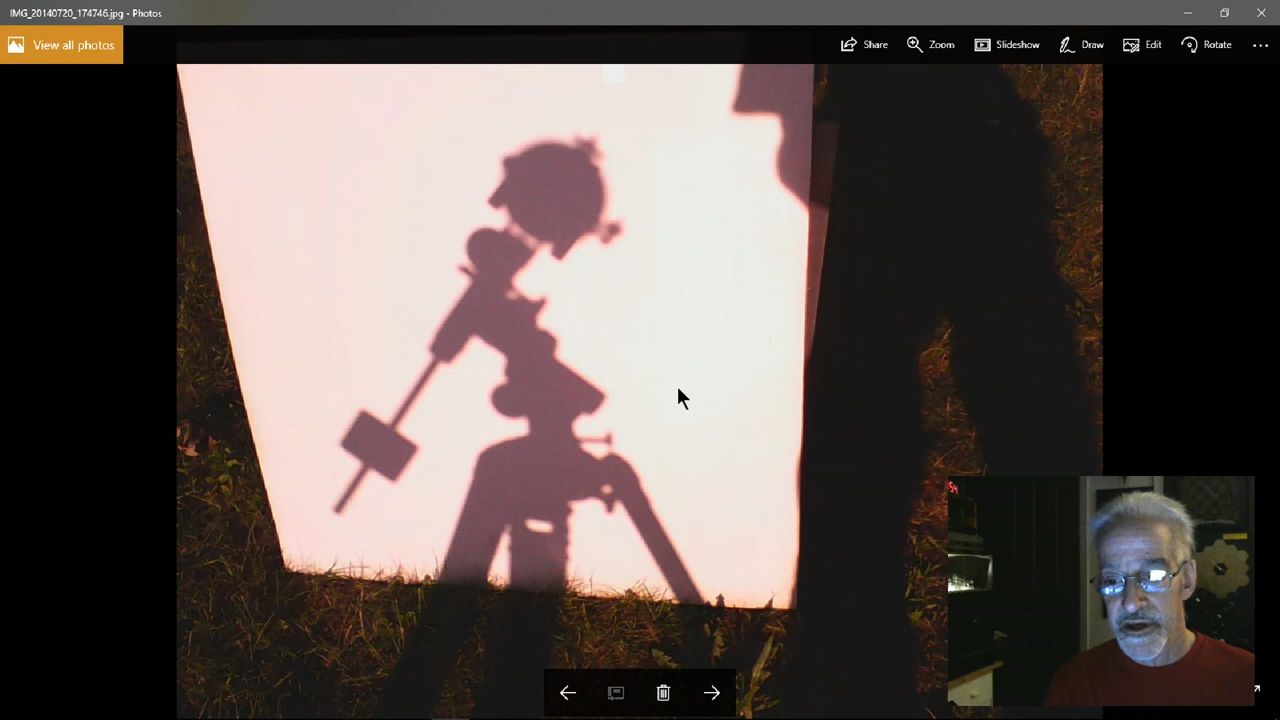 IMG_20140720_174746.jpg - Photos
View all photos
Share
Zoom
Slideshow
Draw
Edit
Rotate